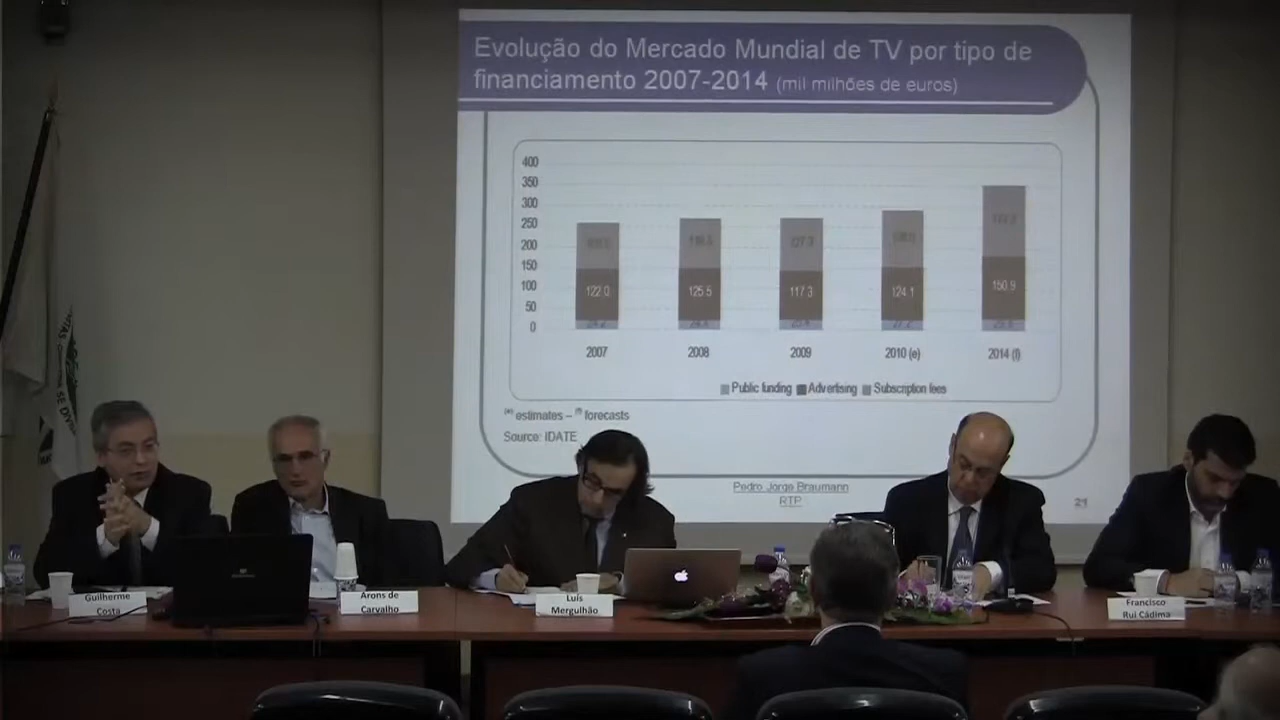 Evolução do Mercado Mundial de TV por tipo de
financiamento 2007-2014 (mil milhões de euros)
400
350
300
250
200
150
100
50
0
122.0
125.5
117.3
124.1
150.9
127.3
2007
2008
2009
2010 (e)
2014 (f)
Public funding
Advertising
Subscription fees
(e) estimates – (f) forecasts
Source: IDATE
Pedro Jorge Braumann
RTP
21
Guilherme
Costa
Arons de
Carvalho
Luís
Mergulhão
Francisco
Rui Cádima